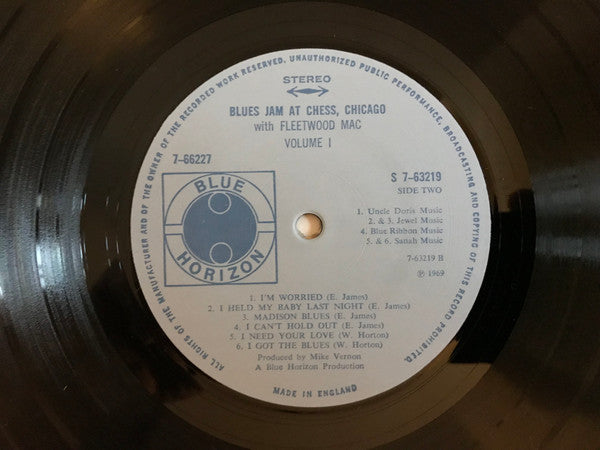 ALL RIGHTS OF THE MANUFACTURER AND OF THE OWNER OF THE RECORDED WORK RESERVED. UNAUTHORIZED PUBLIC PERFORMANCE, BROADCASTING AND COPYING OF THIS RECORD PROHIBITED.
STEREO
BLUES JAM AT CHESS, CHICAGO
with FLEETWOOD MAC
VOLUME I
7-66227
S 7-63219
SIDE TWO
BLUE
HORIZON
1. Uncle Doris Music
2. & 3. Jewel Music
4. Blue Ribbon Music
5. & 6. Sanah Music
7-63219 B
℗ 1969
1. I'M WORRIED (E. James)
2. I HELD MY BABY LAST NIGHT (E. James)
3. MADISON BLUES (E. James)
4. I CAN'T HOLD OUT (E. James)
5. I NEED YOUR LOVE (W. Horton)
6. I GOT THE BLUES (W. Horton)
Produced by Mike Vernon
A Blue Horizon Production
MADE IN ENGLAND